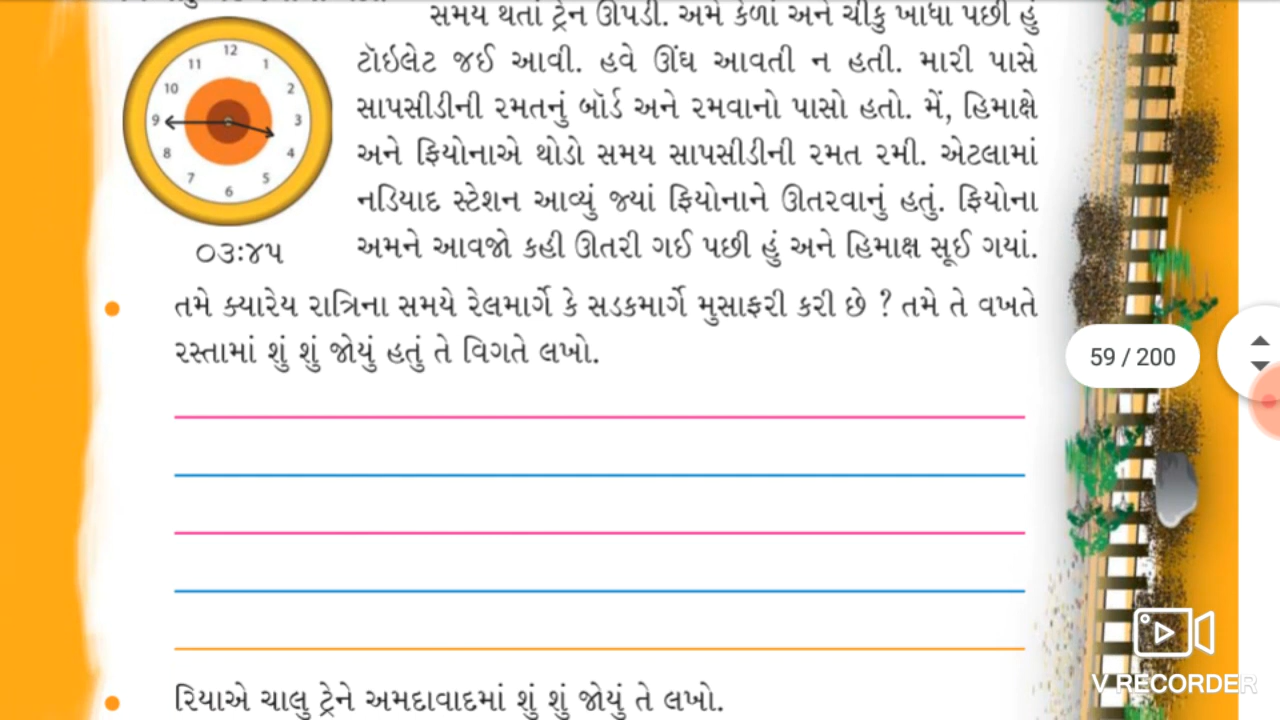 સમય થતાં ટ્રેન ઊપડી. અમે કેળાં અને ચીકુ ખાધા પછી હું
ટૉઇલેટ જઈ આવી. હવે ઊંઘ આવતી ન હતી. મારી પાસે
સાપસીડીની રમતનું બૉર્ડ અને રમવાનો પાસો હતો. મેં, હિમાક્ષે
અને ફિયોનાએ થોડો સમય સાપસીડીની રમત રમી. એટલામાં
નડિયાદ સ્ટેશન આવ્યું જ્યાં ફિયોનાને ઊતરવાનું હતું. ફિયોના
અમને આવજો કહી ઊતરી ગઈ પછી હું અને હિમાક્ષ સૂઈ ગયાં.
12
11 1
10 2
9 3
8 4
7 5
6
૦૩:૪૫
તમે ક્યારેય રાત્રિના સમયે રેલમાર્ગે કે સડકમાર્ગે મુસાફરી કરી છે ? તમે તે વખતે
રસ્તામાં શું શું જોયું હતું તે વિગતે લખો.
59 / 200
રિયાએ ચાલુ ટ્રેને અમદાવાદમાં શું શું જોયું તે લખો.
V RECORDER